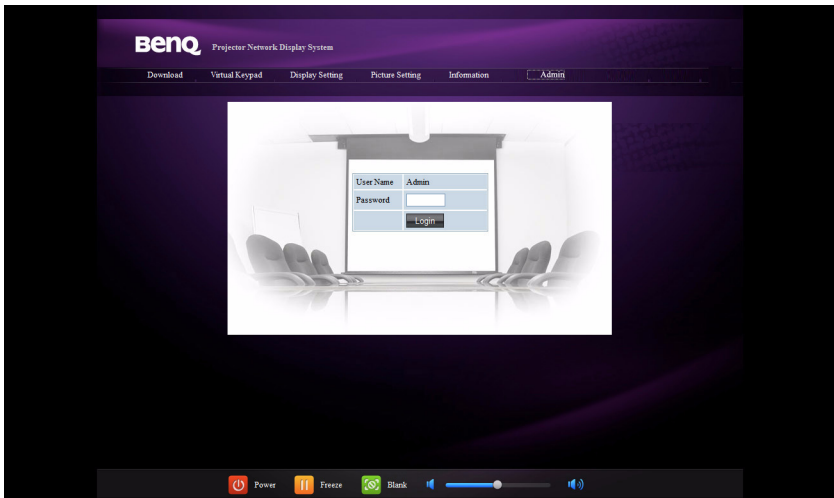 BenQ Projector Network Display System
Download Virtual Keypad Display Setting Picture Setting Information Admin
User Name Admin
Password
Login
Power Freeze Blank